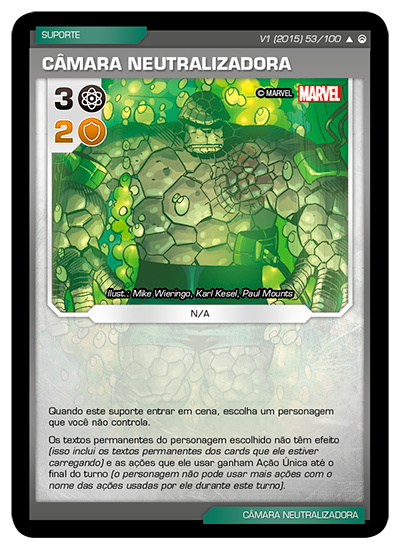 SUPORTE
V1 (2015) 53/100 ▲
CÂMARA NEUTRALIZADORA
3
© MARVEL
MARVEL
2
Ilust.: Mike Wieringo, Karl Kesel, Paul Mounts
N/A
Quando este suporte entrar em cena, escolha um personagem
que você não controla.
Os textos permanentes do personagem escolhido não têm efeito
(isso inclui os textos permanentes dos cards que ele estiver
carregando) e as ações que ele usar ganham Ação Única até o
final do turno (o personagem não pode usar mais ações com o
nome das ações usadas por ele durante este turno).
CÂMARA NEUTRALIZADORA